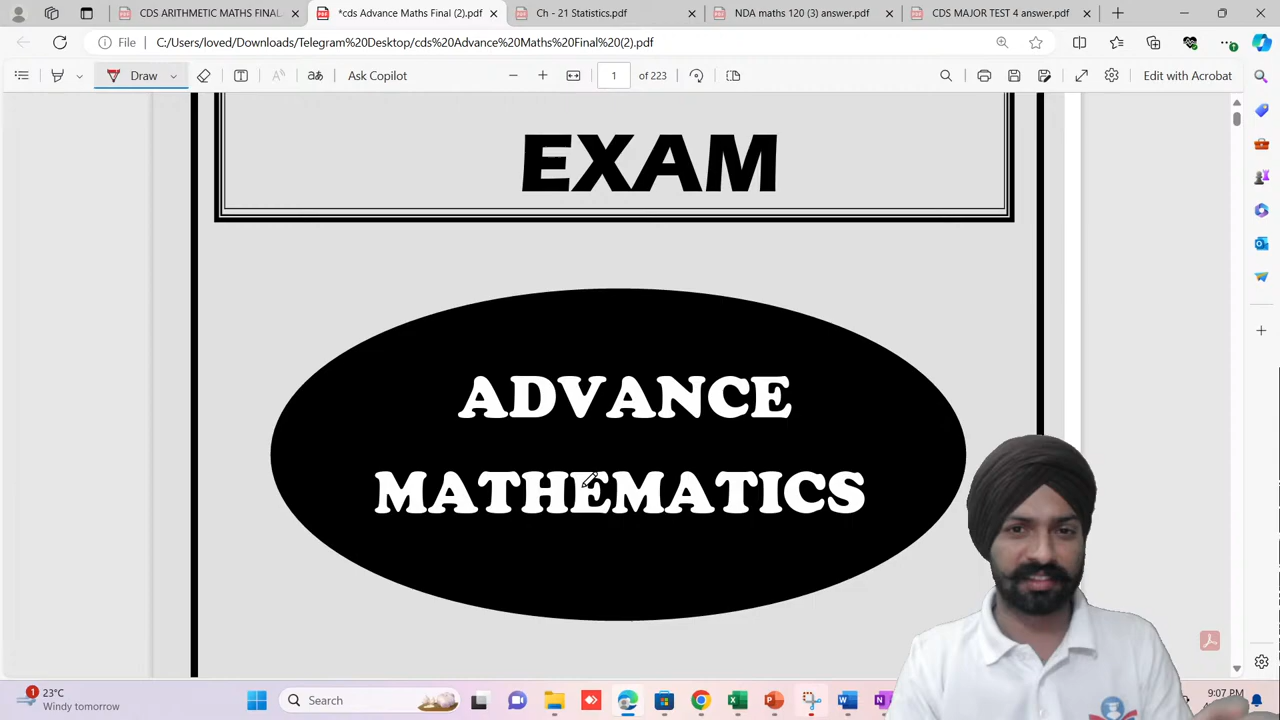 CDS ARITHMETIC MATHS FINAL
*cds Advance Maths Final (2).pdf
Ch - 21 Statistics.pdf
NDA maths 120 (3)answer.pdf
CDS MAJOR TEST 4 answer.pdf
File C:/Users/loved/Downloads/Telegram%20Desktop/cds%20Advance%20Maths%20Final%20(2).pdf
Draw
Ask Copilot
1 of 223
Edit with Acrobat
EXAM
ADVANCE
MATHEMATICS
1
23°C
Windy tomorrow
Search
9:07 PM